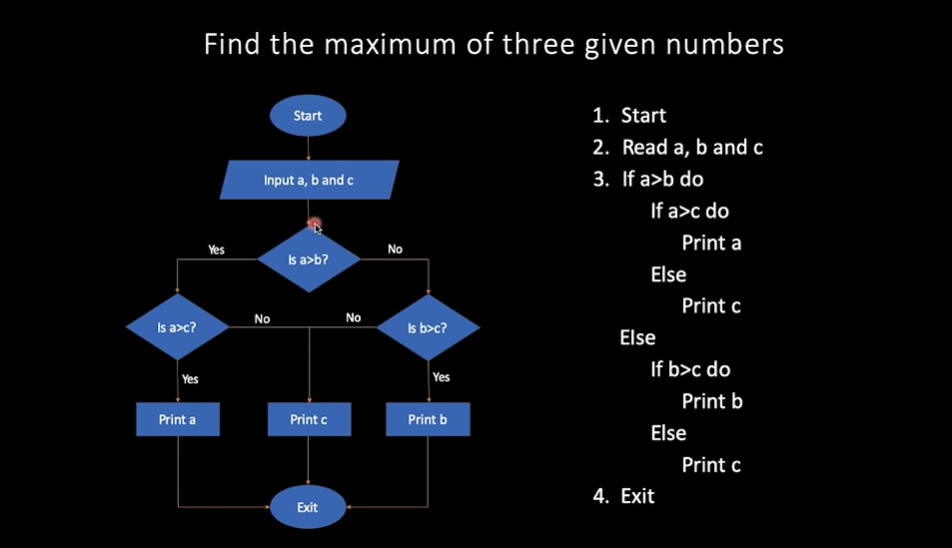 Find the maximum of three given numbers
Start
Input a, b and c
Is a>b?
Yes
No
Is a>c?
No
No
Is b>c?
Yes
Yes
Print a
Print c
Print b
Exit
1. Start
2. Read a, b and c
3. If a>b do
If a>c do
Print a
Else
Print c
Else
If b>c do
Print b
Else
Print c
4. Exit